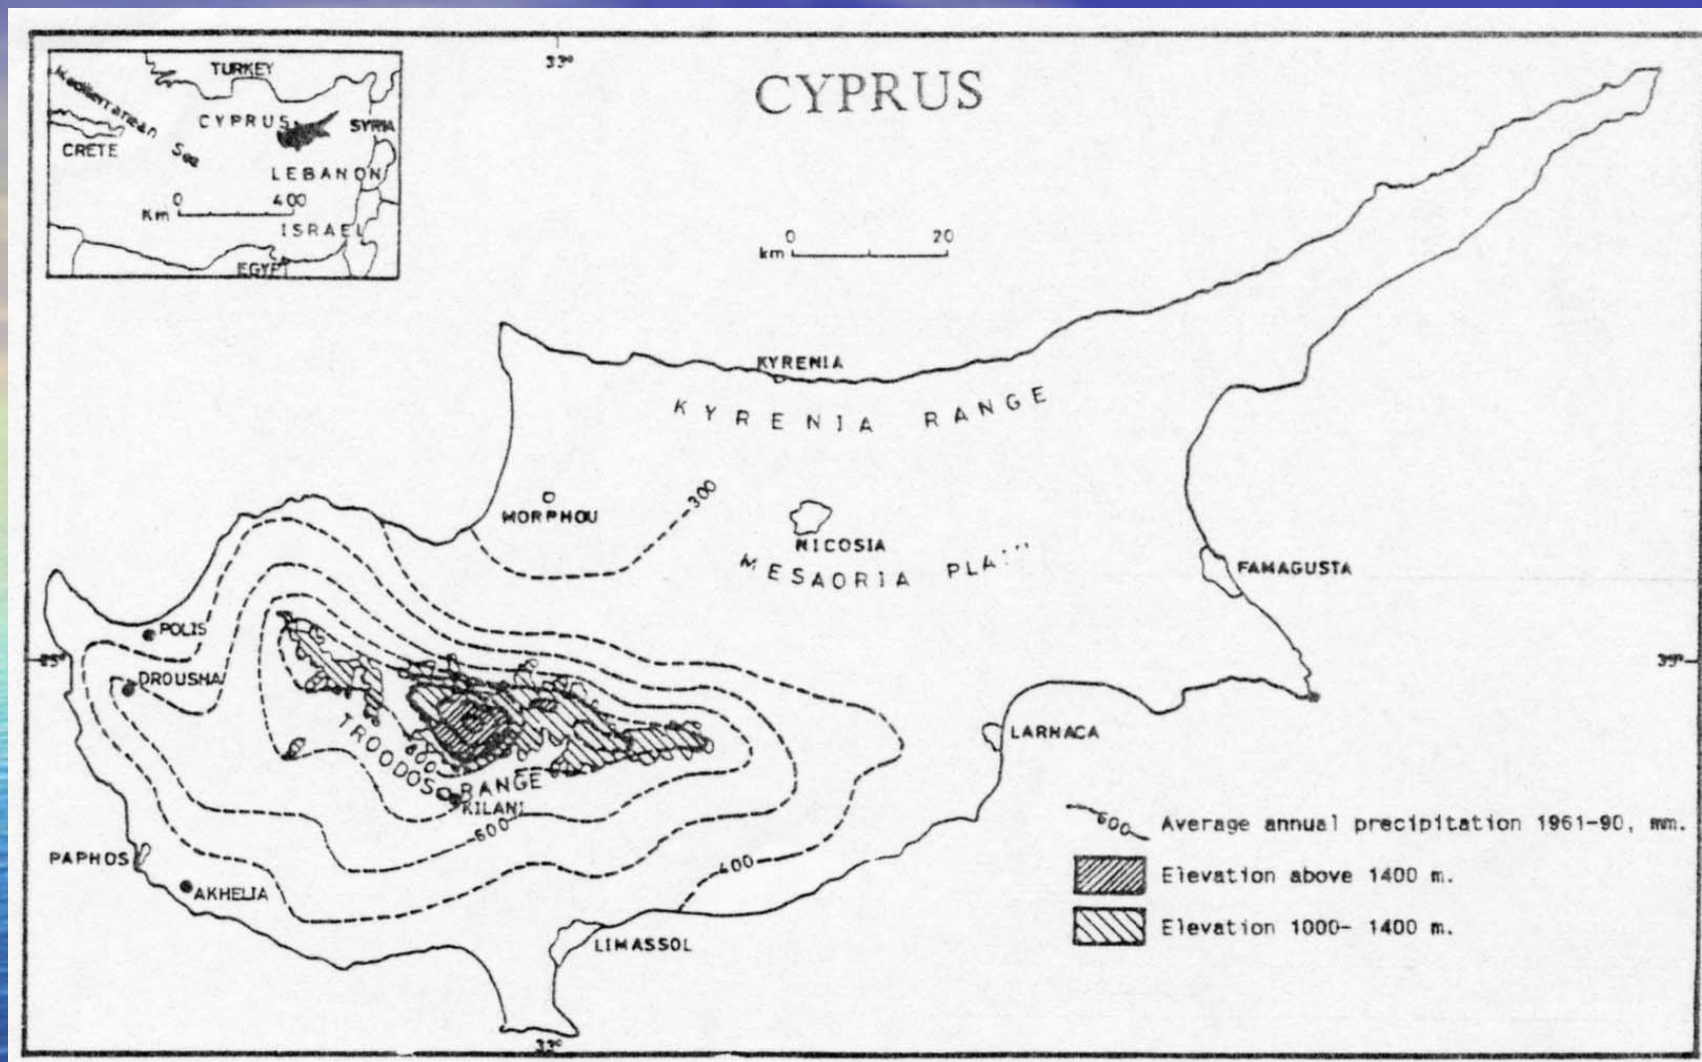 33°
CYPRUS
TURKEY
Mediterranean
Sea
CYPRUS
SYRIA
CRETE
LEBANON
0 400
Km
ISRAEL
0 20
km
KYRENIA
KYRENIA RANGE
300
MORPHOU
NICOSIA
MESAORIA
FAMAGUSTA
POLIS
35°
DROUSHA
TROODOS RANGE
KILANI
LARNACA
600
400
PAPHOS
AKHELIA
LIMASSOL
600 Average annual precipitation 1961-90, mm.
Elevation above 1400 m.
Elevation 1000- 1400 m.
33°